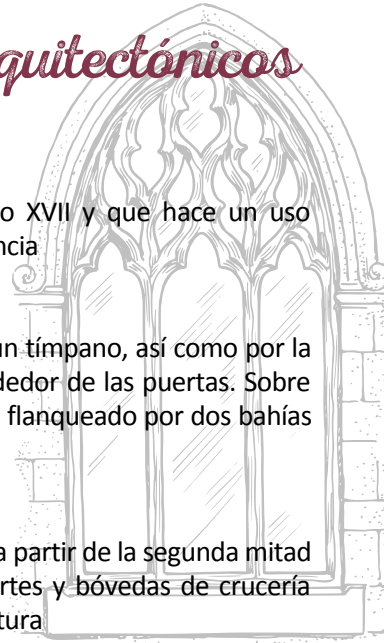 quitectónicos
o XVII y que hace un uso
ncia
un tímpano, así como por la
dedor de las puertas. Sobre
flanqueado por dos bahías
a partir de la segunda mitad
rtes y bóvedas de crucería
tura